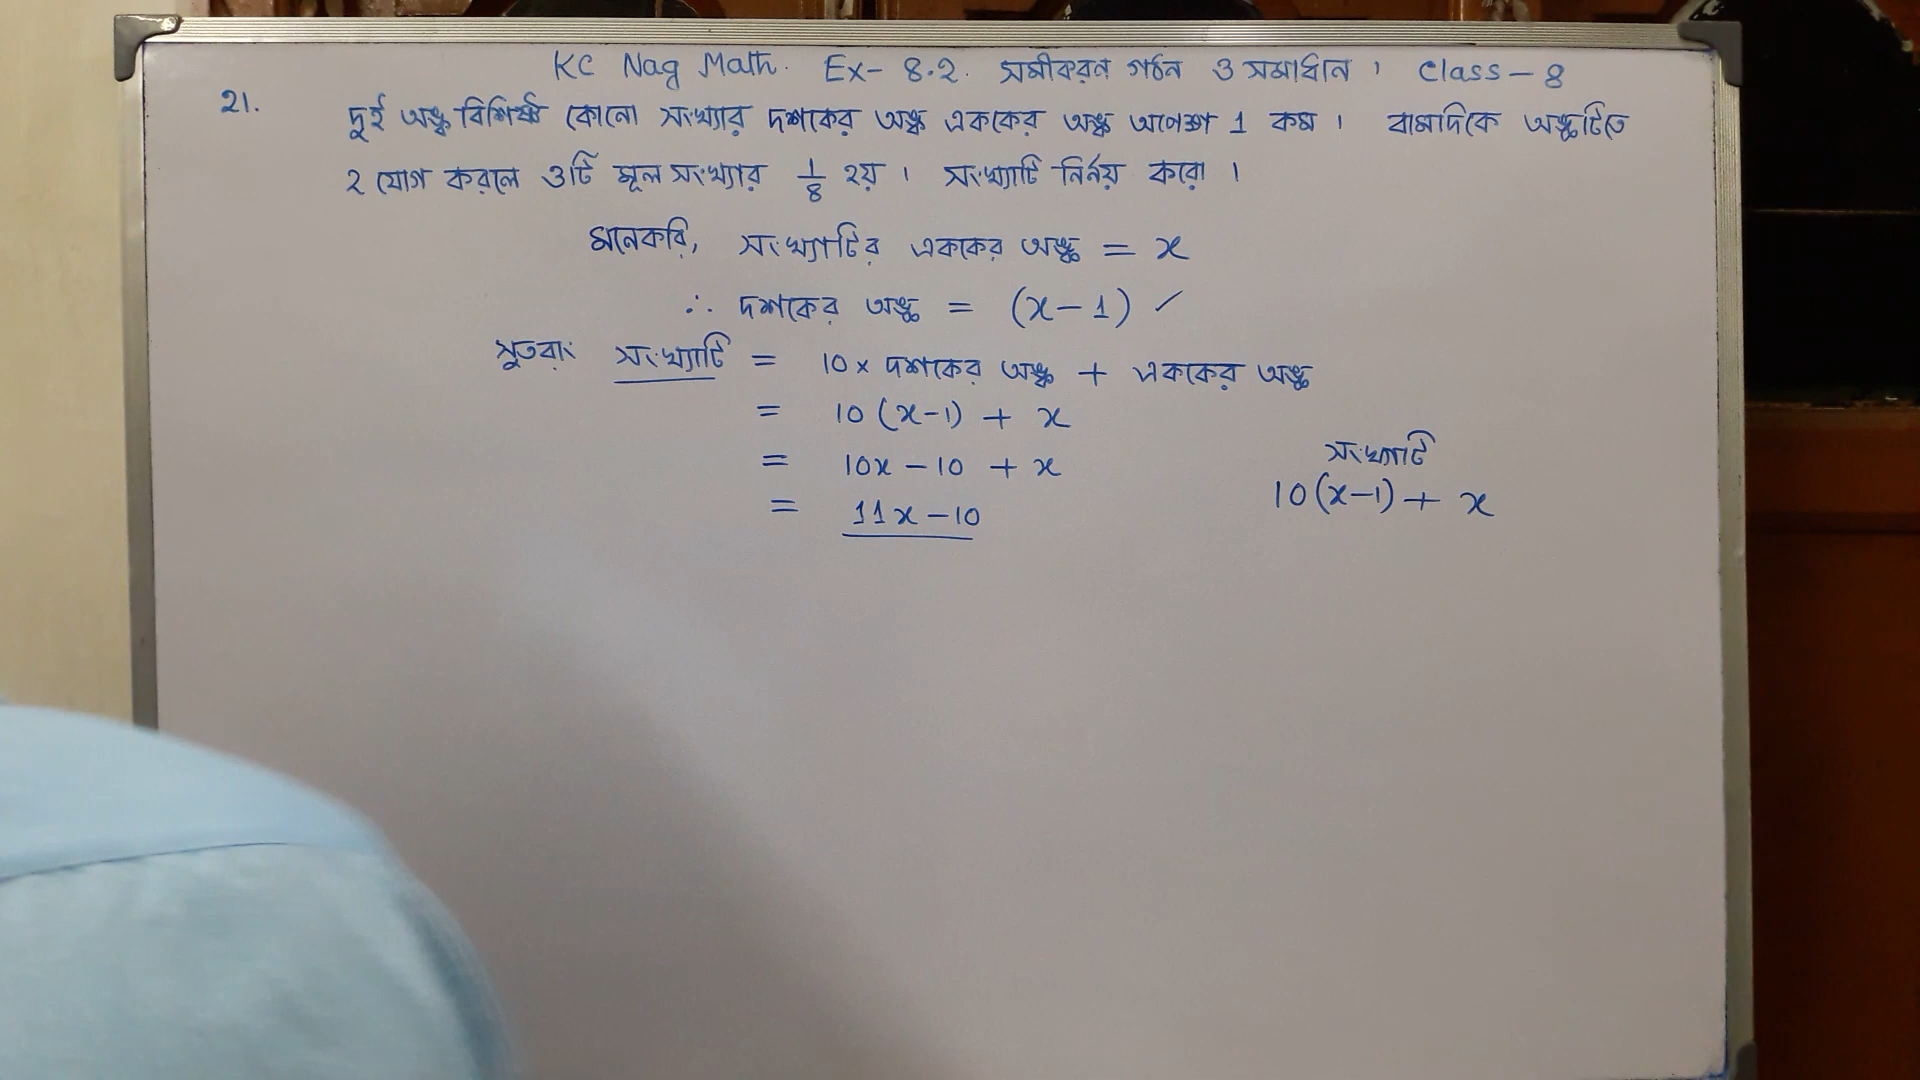 KC Nag Math. Ex- 8.2. সমীকরণ গঠন ও সমাধান। Class - 8
21. দুই অঙ্ক বিশিষ্ট কোনো সংখ্যার দশকের অঙ্ক এককের অঙ্ক অপেক্ষা 1 কম। বামদিকে অঙ্কটিতে
2 যোগ করলে ওটি মূল সংখ্যার 1/8 হয়। সংখ্যাটি নির্নয় করো।
মনেকরি, সংখ্যাটির এককের অঙ্ক = x
∴ দশকের অঙ্ক = (x-1) ✓
সুতরাং সংখ্যাটি = 10 x দশকের অঙ্ক + এককের অঙ্ক
= 10 (x-1) + x
= 10x - 10 + x
= 11x - 10
সংখ্যাটি
10(x-1) + x